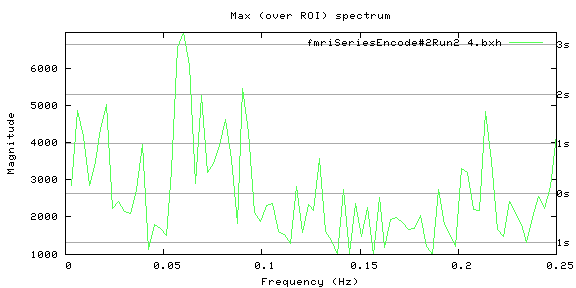 Max (over ROI) spectrum
fmriSeriesEncode#2Run2 4.bxh
3s
6000
2s
5000
Magnitude
4000
1s
3000
0s
2000
1s
1000
0 0.05 0.1 0.15 0.2 0.25
Frequency (Hz)